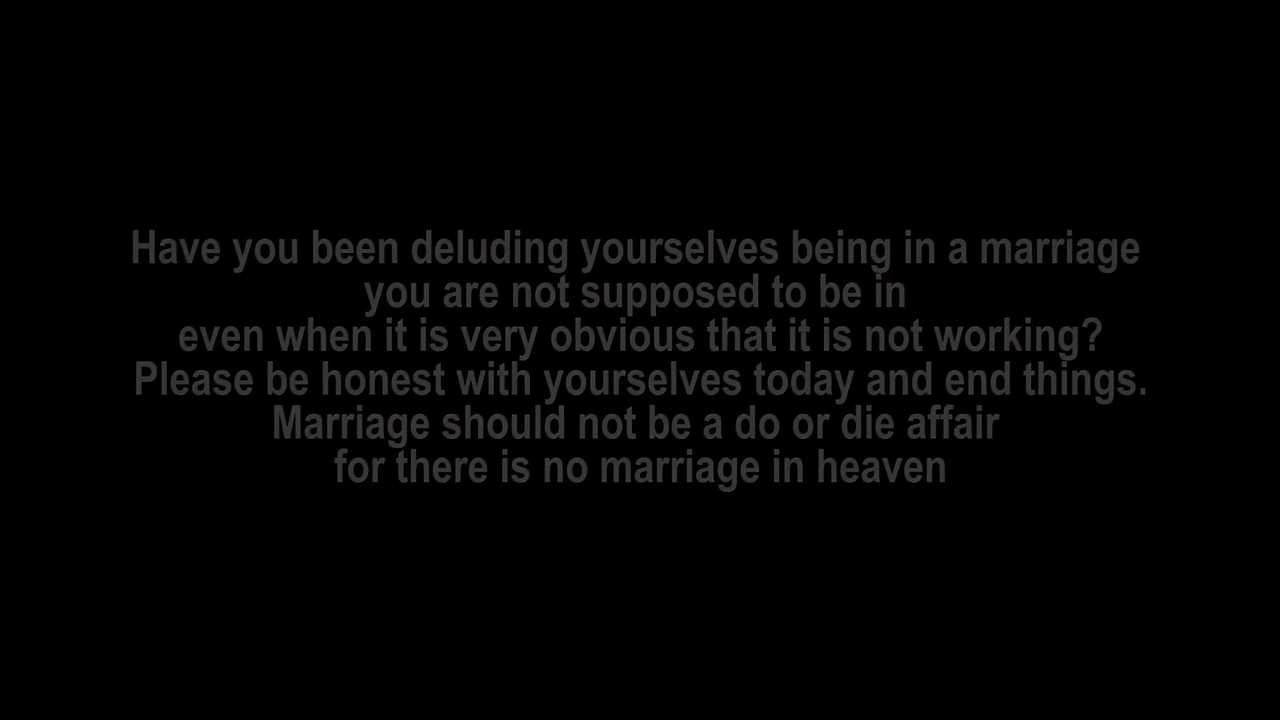 Have you been deluding yourselves being in a marriage
you are not supposed to be in
even when it is very obvious that it is not working?
Please be honest with yourselves today and end things.
Marriage should not be a do or die affair
for there is no marriage in heaven